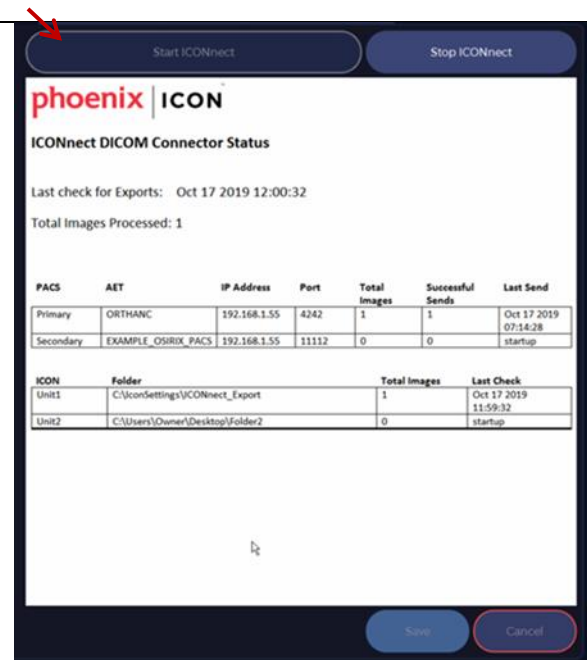 Start ICONnect Stop ICONnect
phoenix | ICON
ICONnect DICOM Connector Status
Last check for Exports: Oct 17 2019 12:00:32
Total Images Processed: 1
PACS AET IP Address Port Total Images Successful Sends Last Send
Primary ORTHANC 192.168.1.55 4242 1 1 Oct 17 2019 07:14:28
Secondary EXAMPLE_OSIRIX_PACS 192.168.1.55 11112 0 0 startup
ICON Folder Total Images Last Check
Unit1 C:\IconSettings\ICONnect_Export 1 Oct 17 2019 11:59:32
Unit2 C:\Users\Owner\Desktop\Folder2 0 startup
Save Cancel